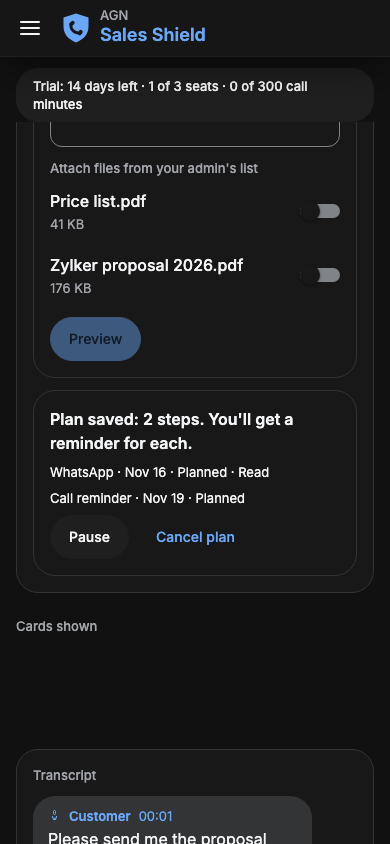 AGN
Sales Shield
Trial: 14 days left · 1 of 3 seats · 0 of 300 call
minutes
Attach files from your admin's list
Price list.pdf
41 KB
Zylker proposal 2026.pdf
176 KB
Preview
Plan saved: 2 steps. You'll get a
reminder for each.
WhatsApp · Nov 16 · Planned · Read
Call reminder · Nov 19 · Planned
Pause
Cancel plan
Cards shown
Transcript
Customer 00:01
Please send me the proposal